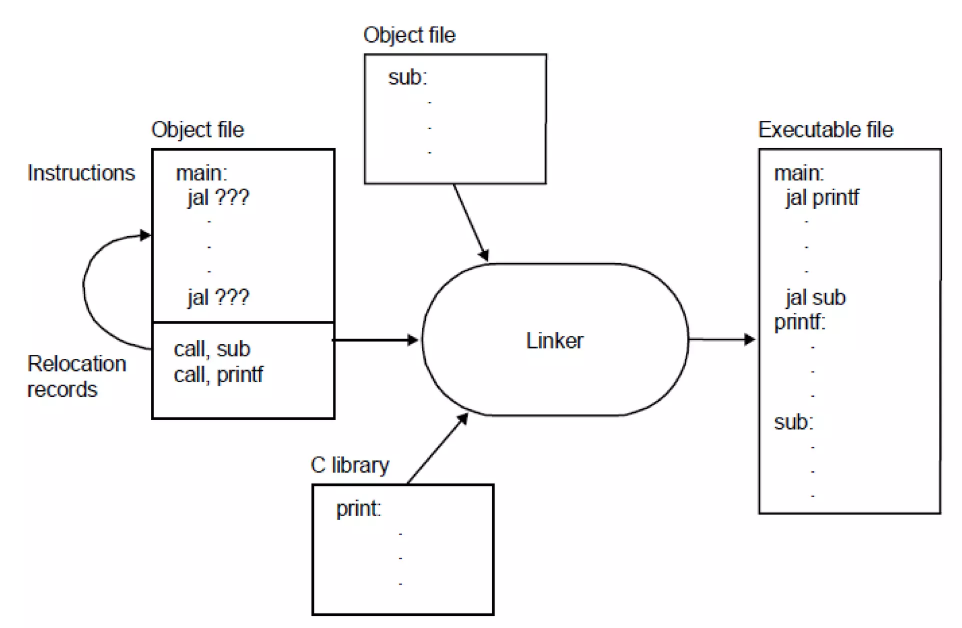 Object file
sub:
.
.
.
Object file
Instructions
main:
jal ???
.
.
.
jal ???
Relocation
records
call, sub
call, printf
Linker
C library
print:
.
.
.
Executable file
main:
jal printf
.
.
.
jal sub
printf:
.
.
.
sub:
.
.
.